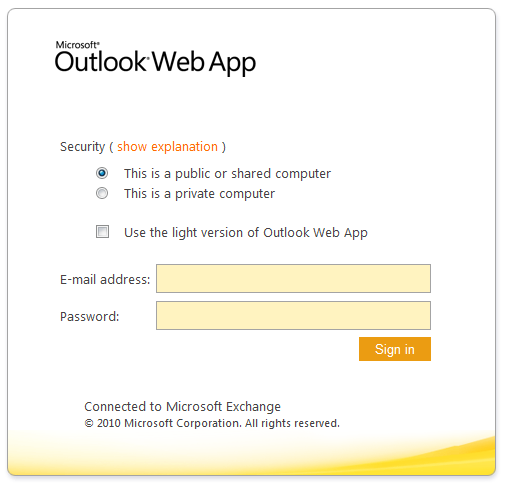 Microsoft®
Outlook® Web App
Security ( show explanation )
This is a public or shared computer
This is a private computer
Use the light version of Outlook Web App
E-mail address:
Password:
Sign in
Connected to Microsoft Exchange
© 2010 Microsoft Corporation. All rights reserved.